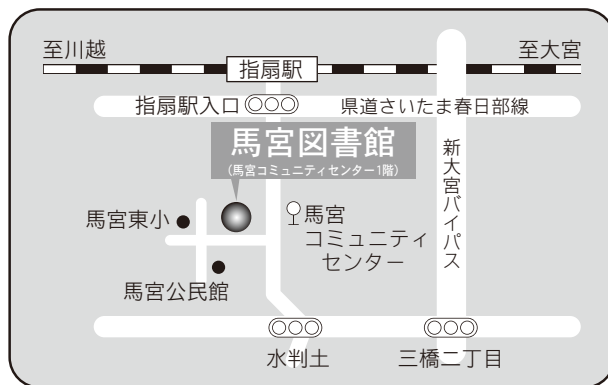 至川越
至大宮
指扇駅
指扇駅入口
県道さいたま春日部線
馬宮図書館
(馬宮コミュニティセンター1階)
新大宮バイパス
馬宮東小
馬宮
コミュニティ
センター
馬宮公民館
水判土
三橋二丁目